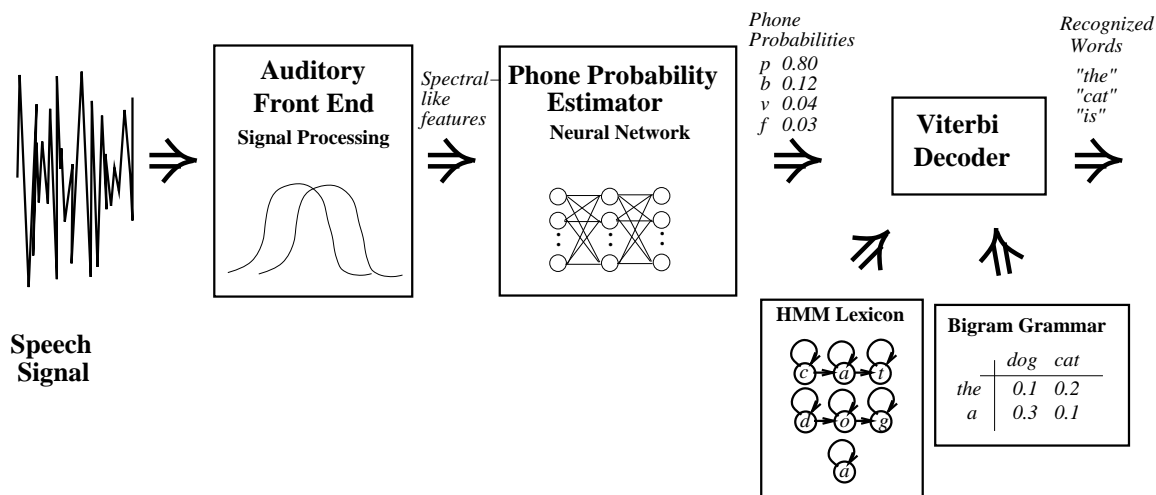 Speech
Signal
Auditory
Front End
Signal Processing
Spectral–
like
features
Phone Probability
Estimator
Neural Network
Phone
Probabilities
p 0.80
b 0.12
v 0.04
f 0.03
Viterbi
Decoder
Recognized
Words
"the"
"cat"
"is"
HMM Lexicon
c a t
d o g
a
Bigram Grammar
dog cat
the 0.1 0.2
a 0.3 0.1